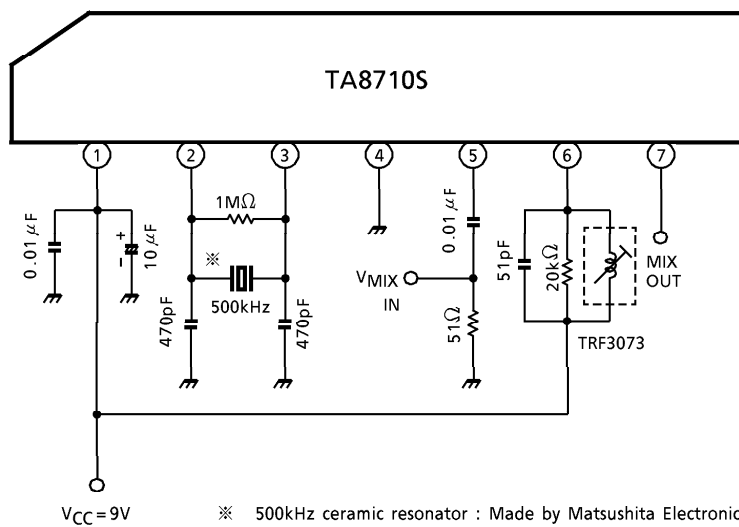 TA8710S
1 2 3 4 5 6 7
0.01 μF
+
−
10 μF
1MΩ
※
500kHz
470pF
470pF
0.01 μF
VMIX
IN
51Ω
51pF
20kΩ
TRF3073
MIX
OUT
VCC = 9V
※ 500kHz ceramic resonator : Made by Matsushita Electronic